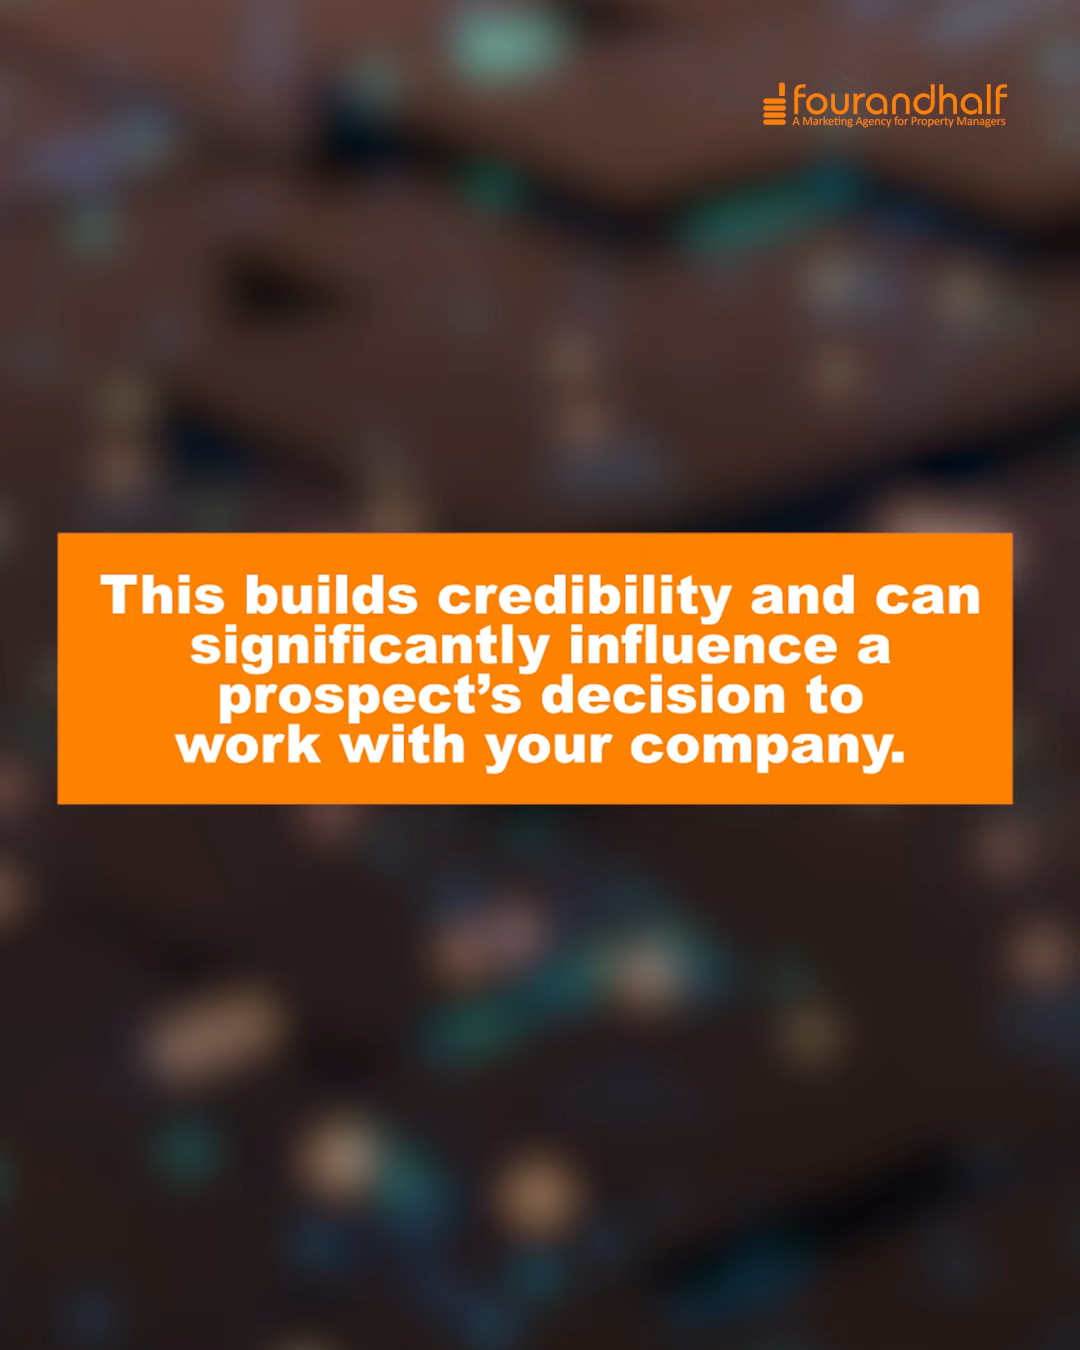 fourandhalf
A Marketing Agency for Property Managers
This builds credibility and can
significantly influence a
prospect’s decision to
work with your company.